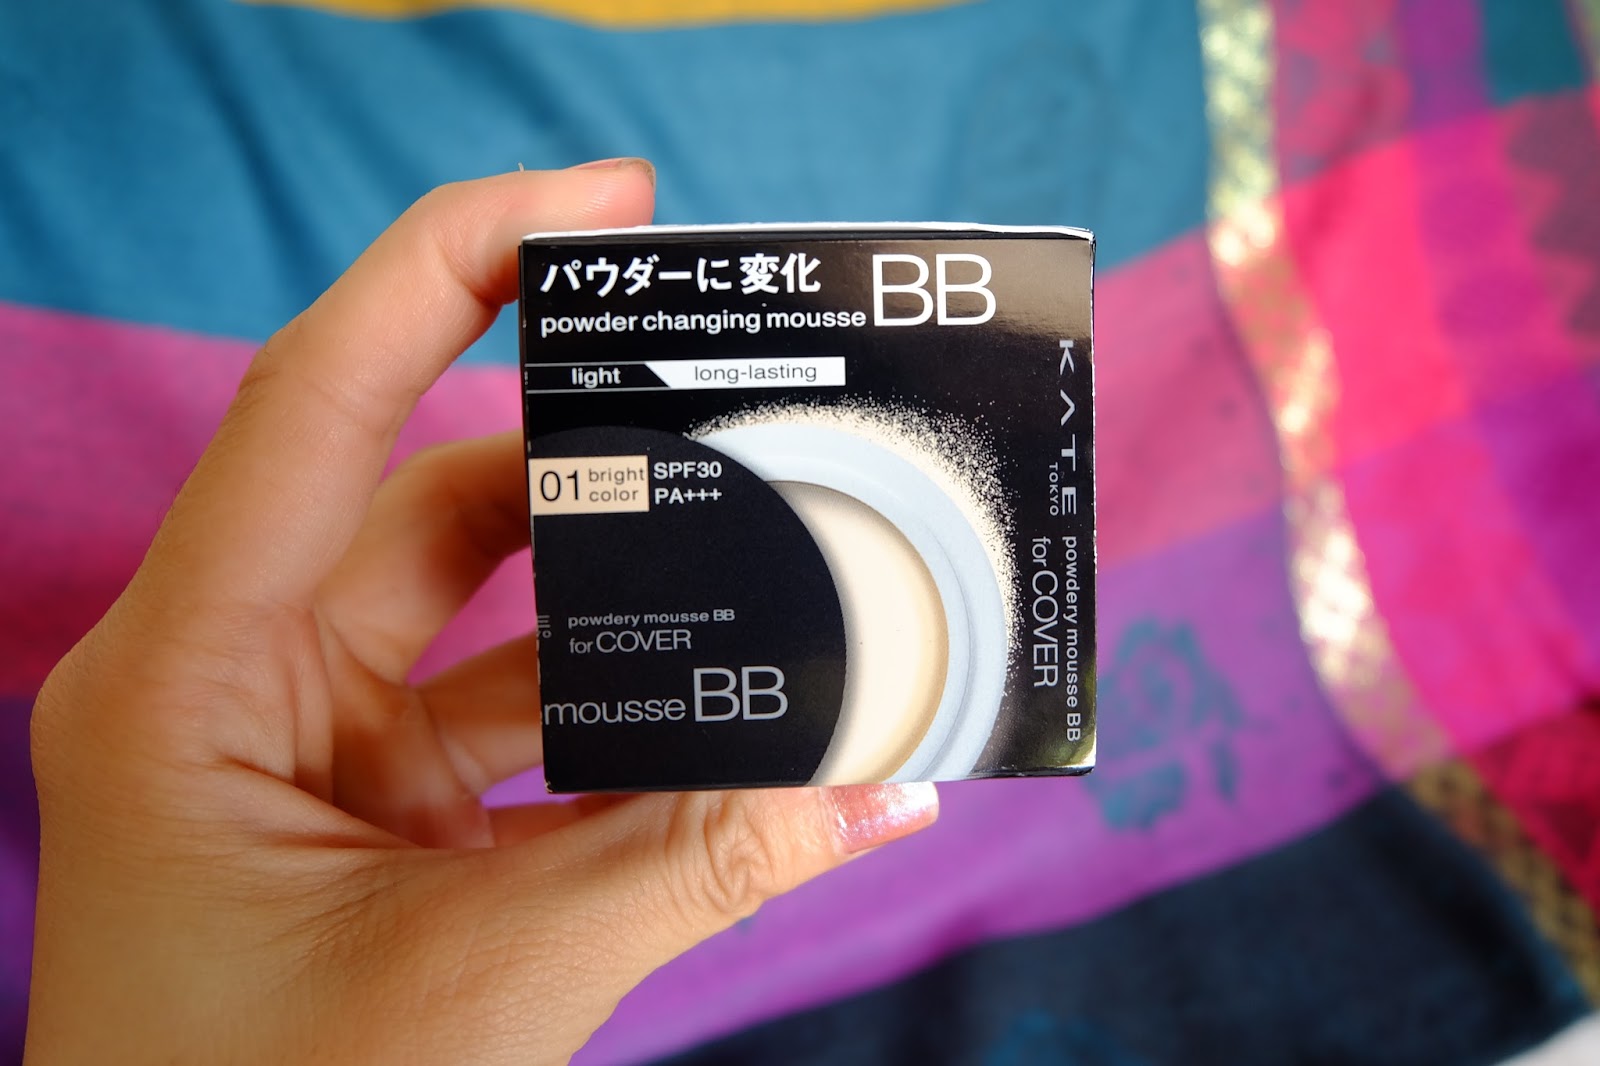 パウダーに変化
powder changing mousse BB
light long-lasting
01 bright color
SPF30
PA+++
powdery mousse BB
for COVER
mousse BB
KATE
TOKYO
powdery mousse BB
for COVER